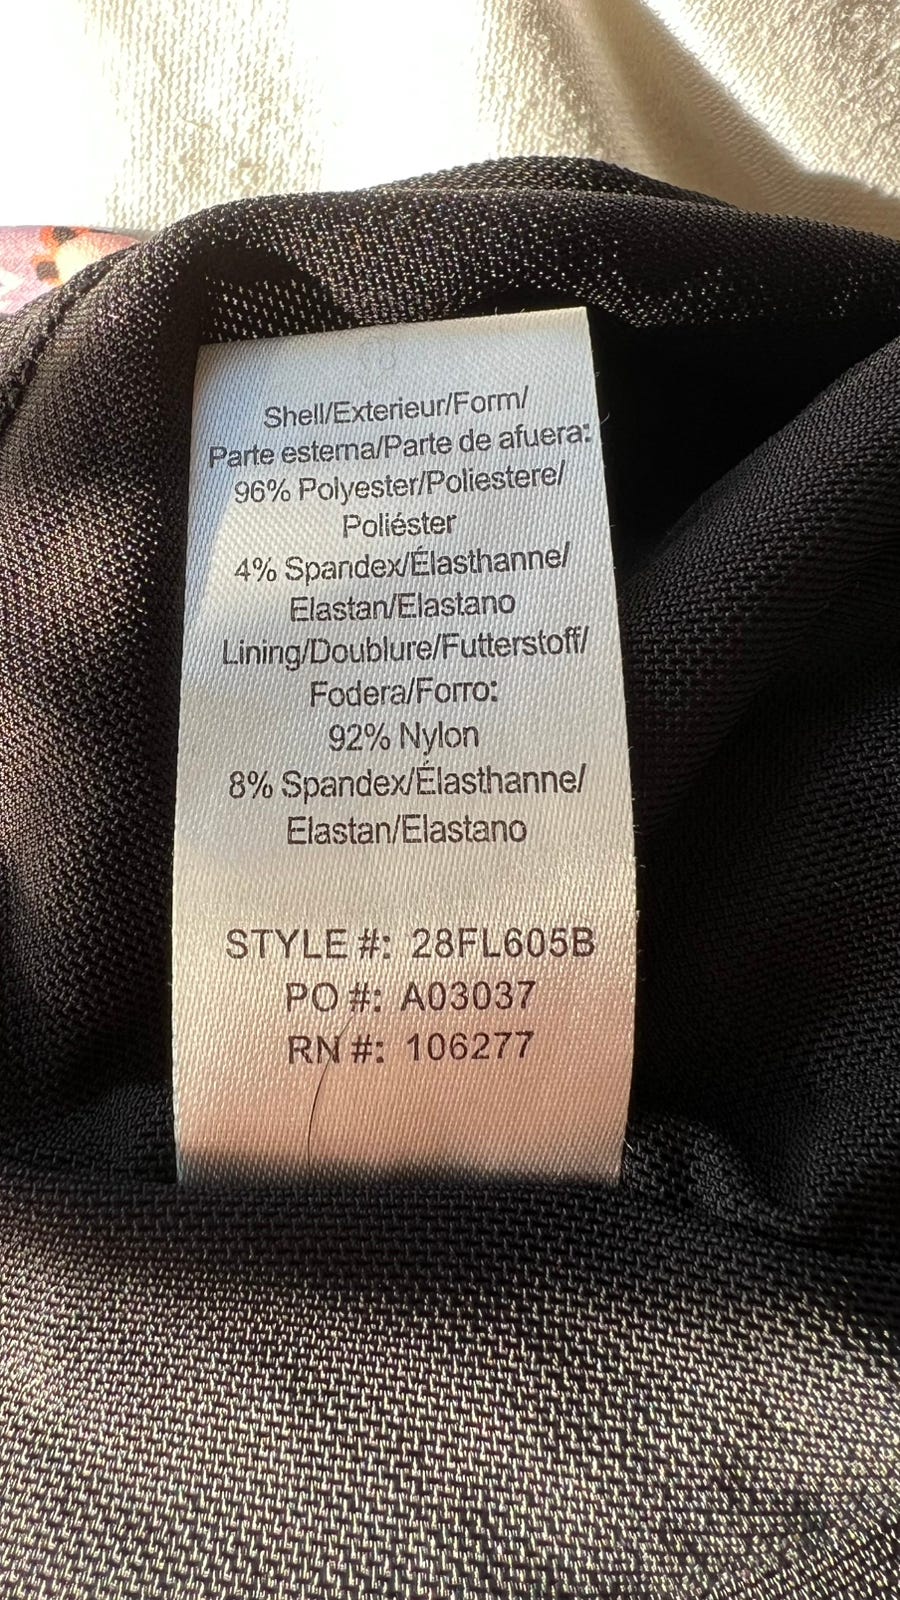 Shell/Exterieur/Form/
Parte esterna/Parte de afuera:
96% Polyester/Poliestere/
Poliéster
4% Spandex/Élasthanne/
Elastan/Elastano
Lining/Doublure/Futterstoff/
Fodera/Forro:
92% Nylon
8% Spandex/Élasthanne/
Elastan/Elastano
STYLE #: 28FL605B
PO #: A03037
RN #: 106277